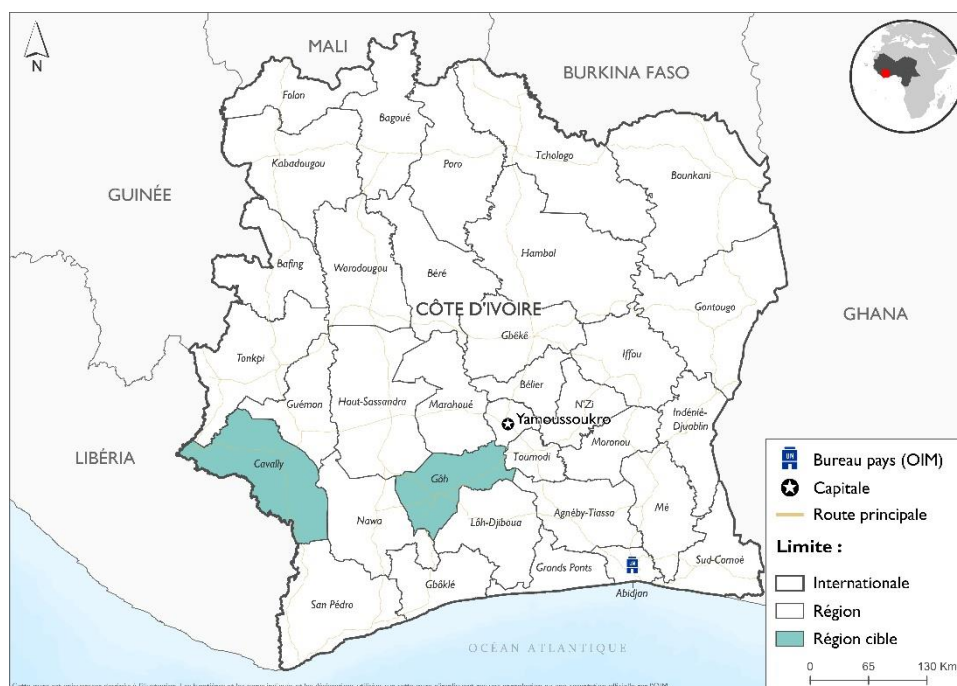 MALI
BURKINA FASO
N
Folon
Bagoué
Kabadougou
Poro
Tchologo
Bounkani
GUINÉE
Bafing
Worodougou
Béré
Hambol
CÔTE D'IVOIRE
Gontougo
GHANA
Gbêkê
Tonkpi
Iffou
Bélier
Guémon
Haut-Sassandra
Marahoué
N'Zi
Indénié-
Djuablin
Yamoussoukro
Moronou
LIBÉRIA
Cavally
Toumodi
Gôh
Nawa
Lôh-Djiboua
Agnéby-Tiassa
Mé
Gbôklé
Grands Ponts
Sud-Comoé
San Pédro
Abidjan
OCÉAN ATLANTIQUE
UN
Bureau pays (OIM)
Capitale
Route principale
Limite :
Internationale
Région
Région cible
0 65 130 Km